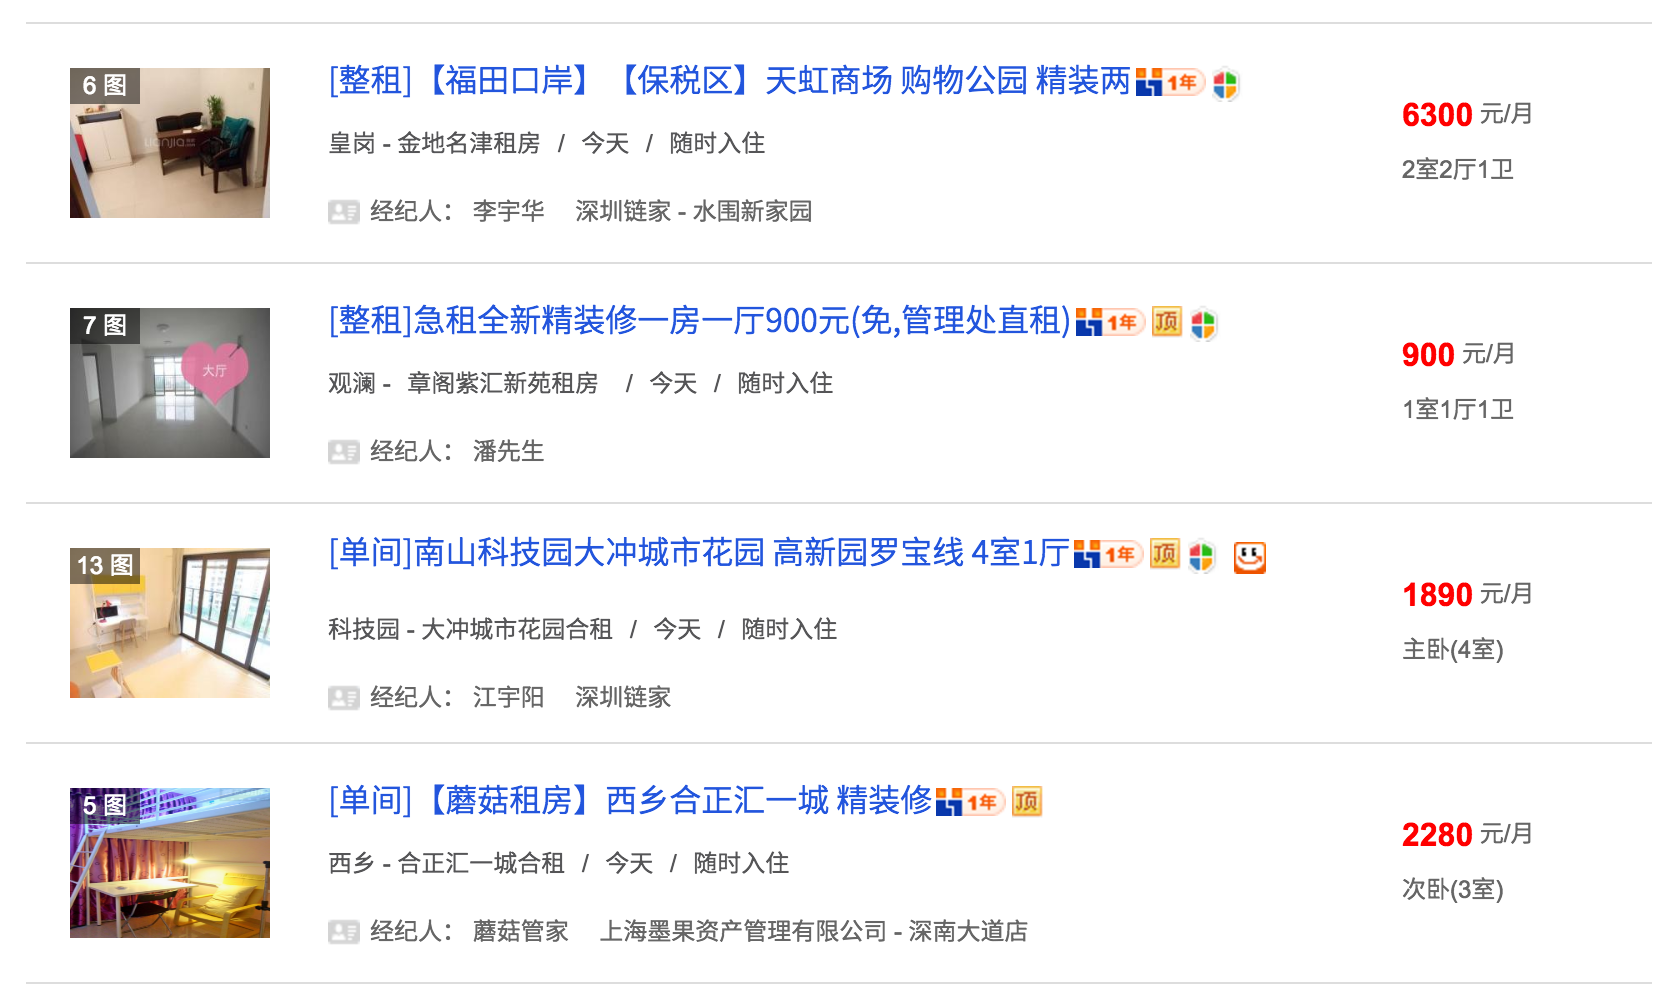 6 图
[整租]【福田口岸】【保税区】天虹商场 购物公园 精装两 1年
6300 元/月
皇岗 - 金地名津租房 / 今天 / 随时入住
2室2厅1卫
经纪人： 李宇华 深圳链家 - 水围新家园
7 图
大厅
[整租]急租全新精装修一房一厅900元(免,管理处直租) 1年 顶
900 元/月
观澜 - 章阁紫汇新苑租房 / 今天 / 随时入住
1室1厅1卫
经纪人： 潘先生
13 图
[单间]南山科技园大冲城市花园 高新园罗宝线 4室1厅 1年 顶
1890 元/月
科技园 - 大冲城市花园合租 / 今天 / 随时入住
主卧(4室)
经纪人： 江宇阳 深圳链家
5 图
[单间]【蘑菇租房】西乡合正汇一城 精装修 1年 顶
2280 元/月
西乡 - 合正汇一城合租 / 今天 / 随时入住
次卧(3室)
经纪人： 蘑菇管家 上海墨果资产管理有限公司 - 深南大道店